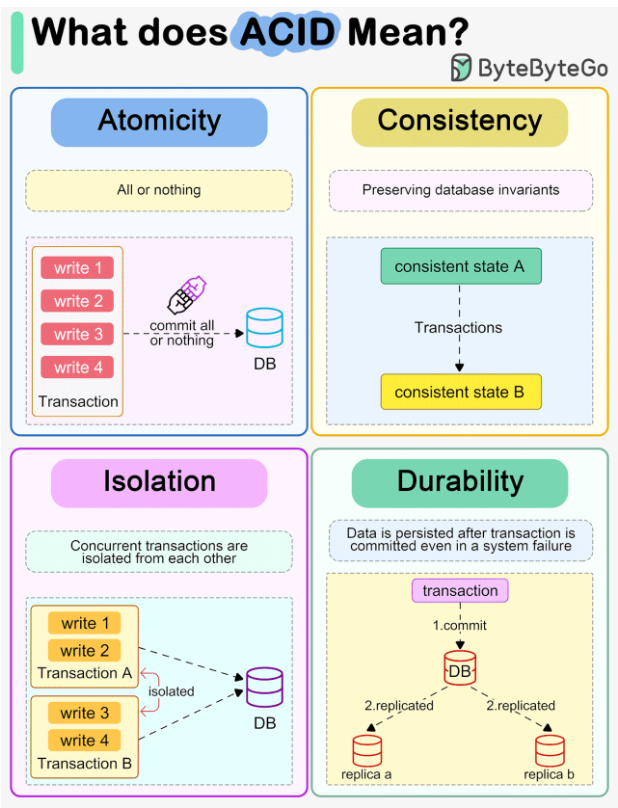 What does ACID Mean?
ByteByteGo
Atomicity
All or nothing
write 1
write 2
write 3
write 4
Transaction
commit all
or nothing
DB
Consistency
Preserving database invariants
consistent state A
Transactions
consistent state B
Isolation
Concurrent transactions are
isolated from each other
write 1
write 2
Transaction A
isolated
write 3
write 4
Transaction B
DB
Durability
Data is persisted after transaction is
committed even in a system failure
transaction
1.commit
DB
2.replicated
2.replicated
replica a
replica b